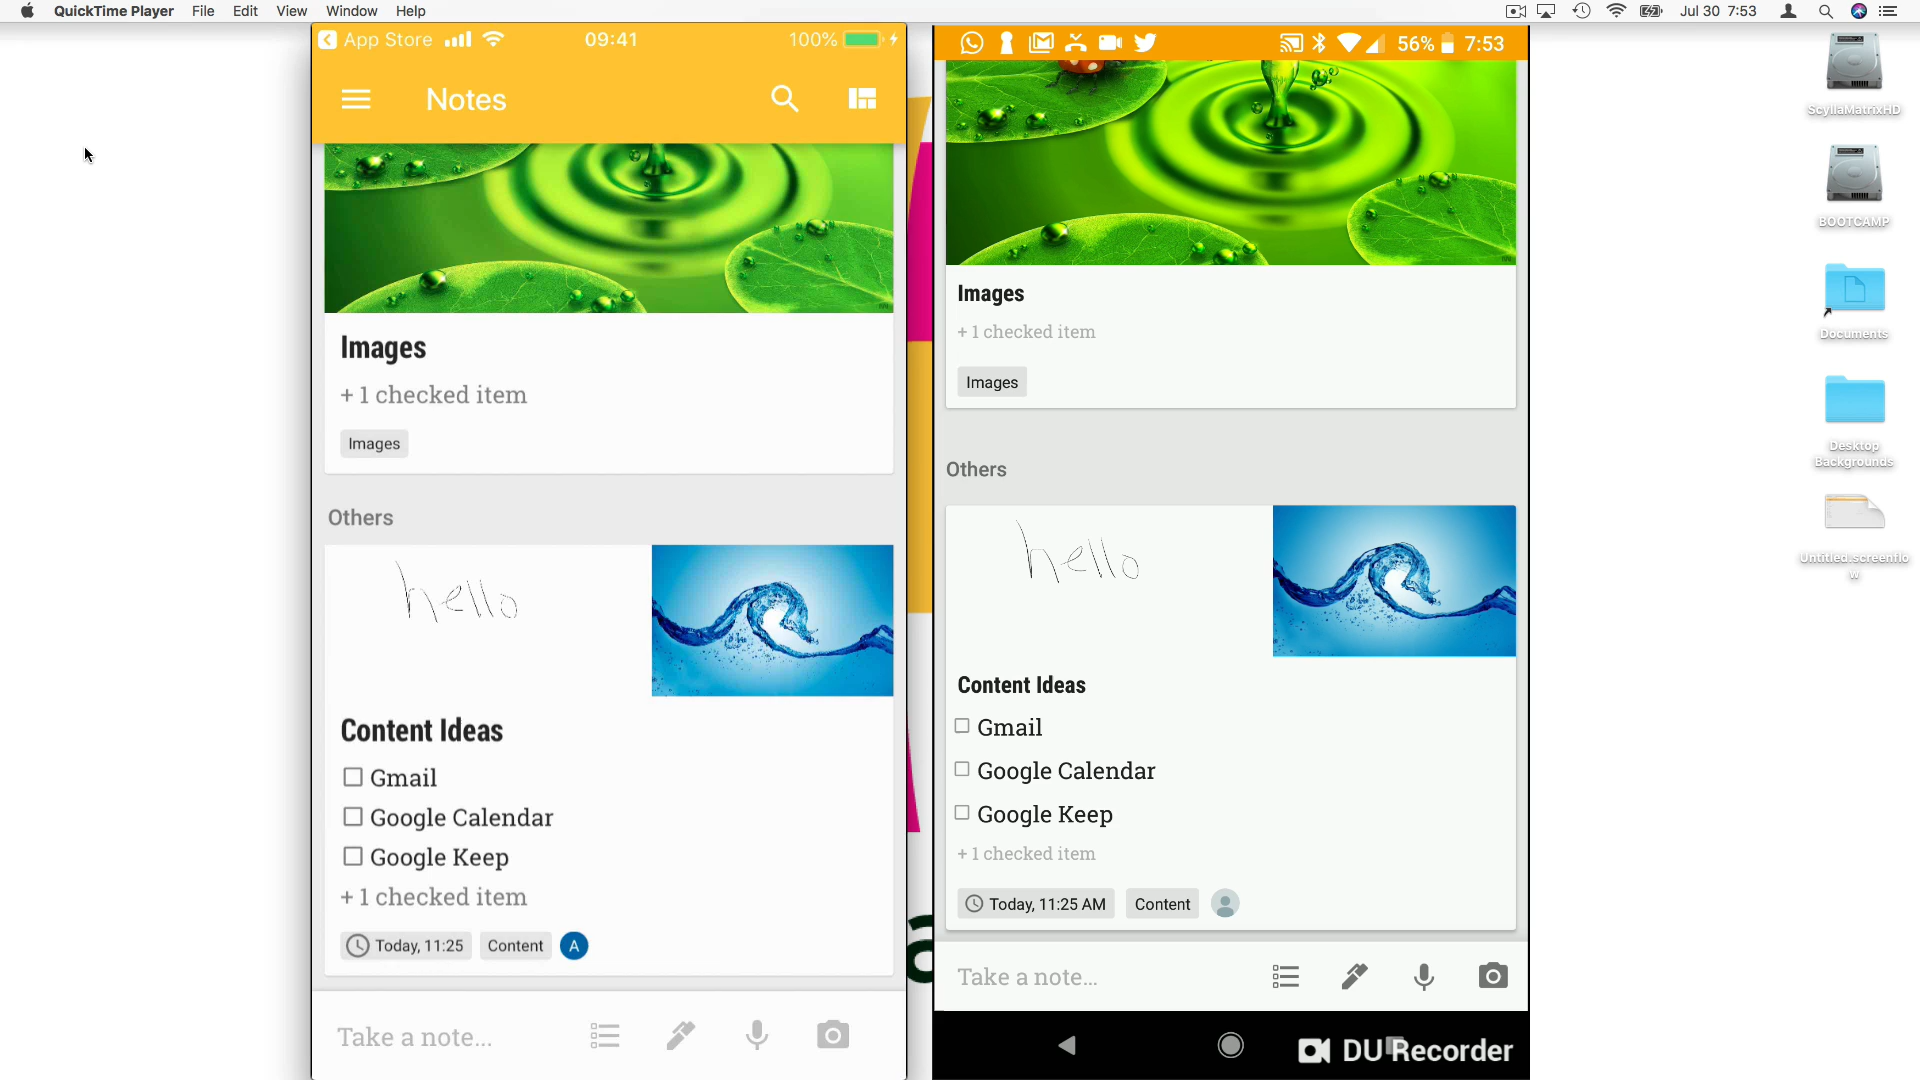 QuickTime Player File Edit View Window Help
Jul 30 7:53
App Store 09:41 100%
Notes
Images
+ 1 checked item
Images
Others
hello
Content Ideas
Gmail
Google Calendar
Google Keep
+ 1 checked item
Today, 11:25 Content A
Take a note...
56% 7:53
Images
+ 1 checked item
Images
Others
hello
Content Ideas
Gmail
Google Calendar
Google Keep
+ 1 checked item
Today, 11:25 AM Content
Take a note...
DU Recorder
a
ScyllaMatrixHD
BOOTCAMP
Documents
Desktop
Backgrounds
Untitled.screenflo
w